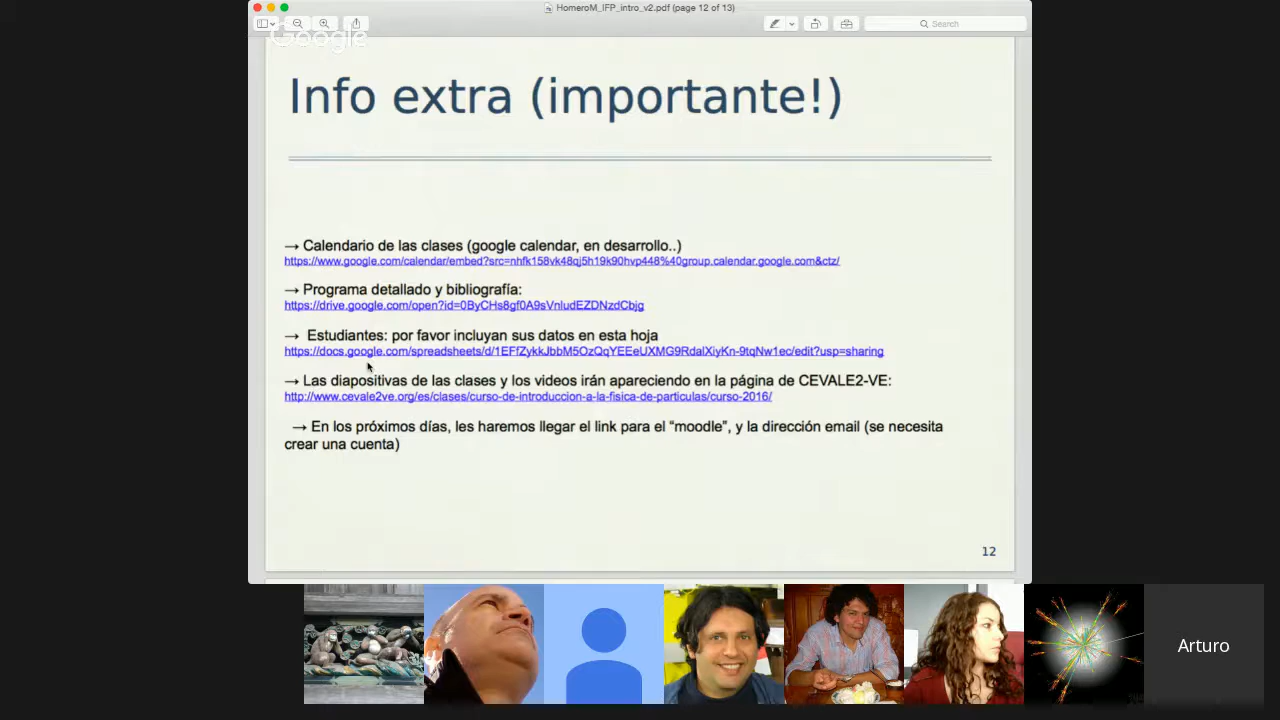 HomeroM_IFP_intro_v2.pdf (page 12 of 13)
Search
Google
Info extra (importante!)
→ Calendario de las clases (google calendar, en desarrollo..)
https://www.google.com/calendar/embed?src=nhfk158vk48qj5h19k90hvp448%40group.calendar.google.com&ctz/
→ Programa detallado y bibliografía:
https://drive.google.com/open?id=0ByCHs8gf0A9sVnludEZDNzdCbjg
→ Estudiantes: por favor incluyan sus datos en esta hoja
https://docs.google.com/spreadsheets/d/1EFfZykkJbbM5OzQqYEEeUXMG9RdalXiyKn-9tqNw1ec/edit?usp=sharing
→ Las diapositivas de las clases y los videos irán apareciendo en la página de CEVALE2-VE:
http://www.cevale2ve.org/es/clases/curso-de-introduccion-a-la-fisica-de-particulas/curso-2016/
→ En los próximos días, les haremos llegar el link para el “moodle”, y la dirección email (se necesita
crear una cuenta)
12
Arturo